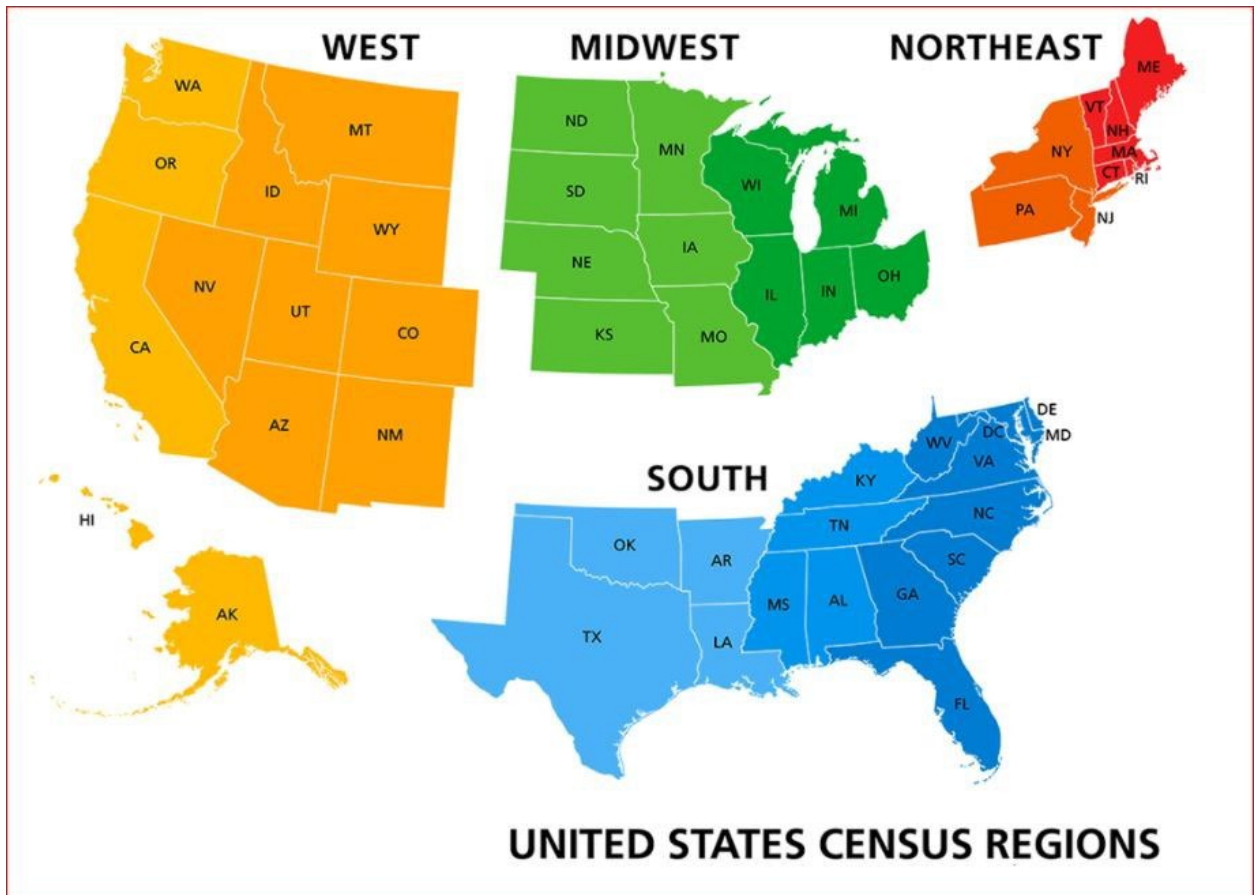 WEST
MIDWEST
NORTHEAST
WA
OR
CA
MT
ID
WY
NV
UT
CO
AZ
NM
HI
AK
ND
SD
NE
KS
MN
IA
MO
WI
MI
IL
IN
OH
ME
VT
NH
NY
MA
CT
RI
PA
NJ
SOUTH
DE
MD
DC
WV
VA
KY
NC
TN
SC
OK
AR
MS
AL
GA
TX
LA
FL
UNITED STATES CENSUS REGIONS